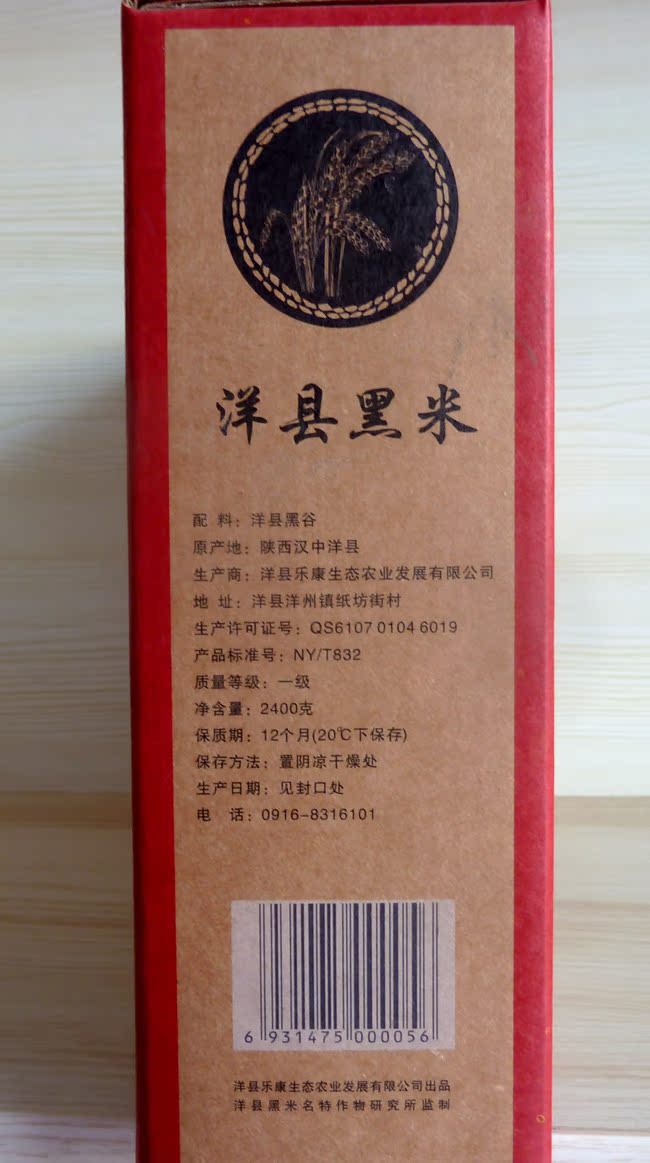 洋县黑米
配 料：洋县黑谷
原产地：陕西汉中洋县
生产商：洋县乐康生态农业发展有限公司
地 址：洋县洋州镇纸坊街村
生产许可证号：QS6107 0104 6019
产品标准号：NY/T832
质量等级：一级
净含量：2400克
保质期：12个月(20℃下保存)
保存方法：置阴凉干燥处
生产日期：见封口处
电 话：0916-8316101
6 931475 000056
洋县乐康生态农业发展有限公司出品
洋县黑米名特作物研究所监制